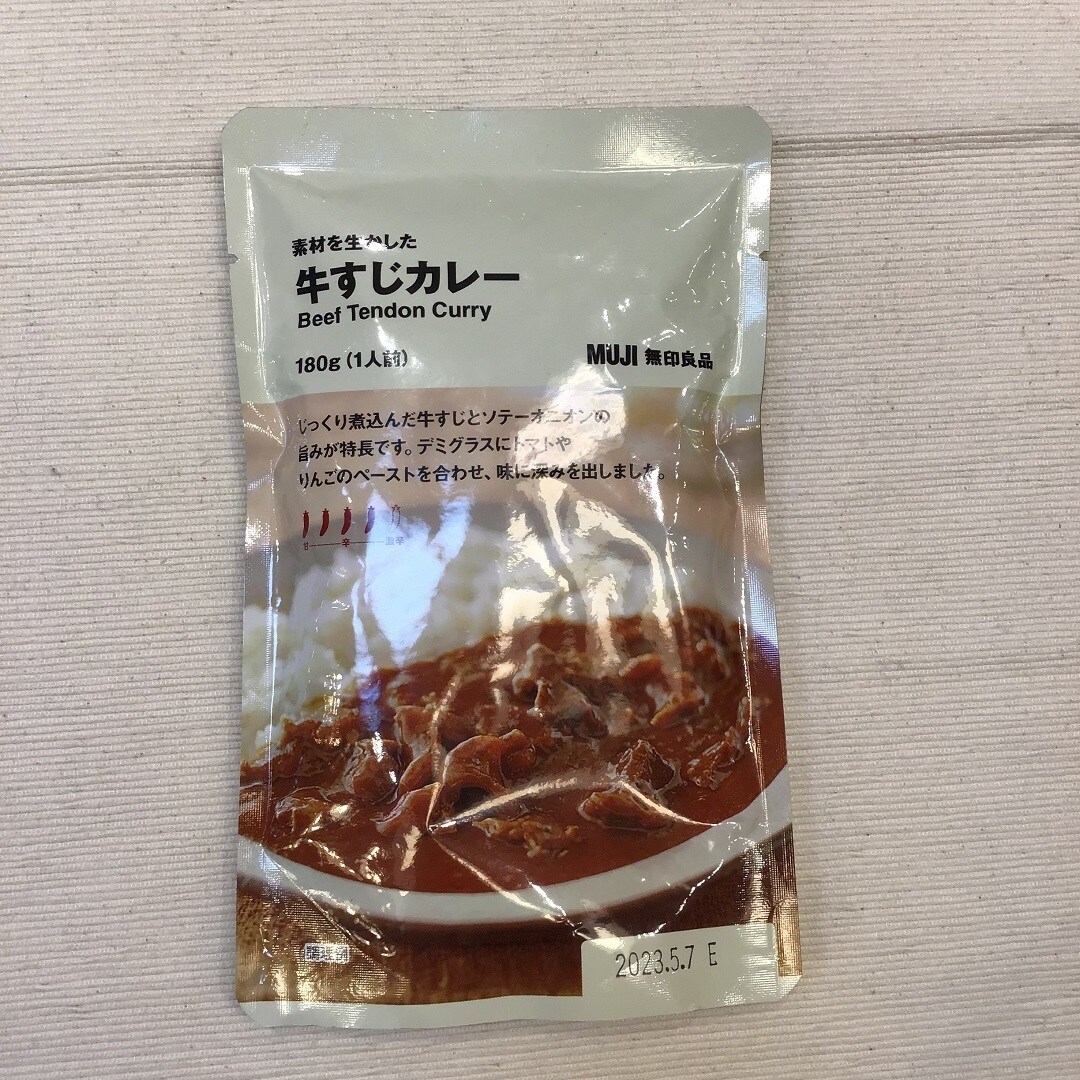 素材を生かした
牛すじカレー
Beef Tendon Curry
180g (1人前)
MUJI 無印良品
じっくり煮込んだ牛すじとソテーオニオンの
旨みが特長です。デミグラスにトマトや
りんごのペーストを合わせ、味に深みを出しました。
甘 辛 激辛
調理例
2023.5.7 E